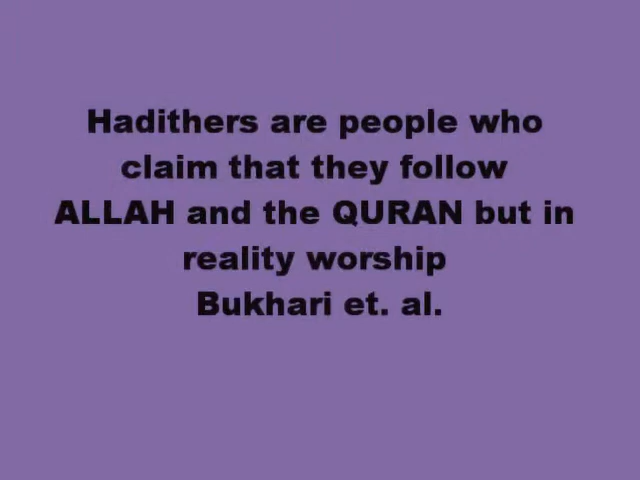 Hadithers are people who
claim that they follow
ALLAH and the QURAN but in
reality worship
Bukhari et. al.